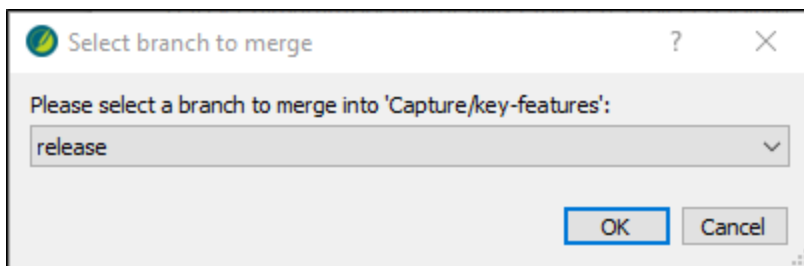 Select branch to merge
Please select a branch to merge into 'Capture/key-features':
release
OK Cancel